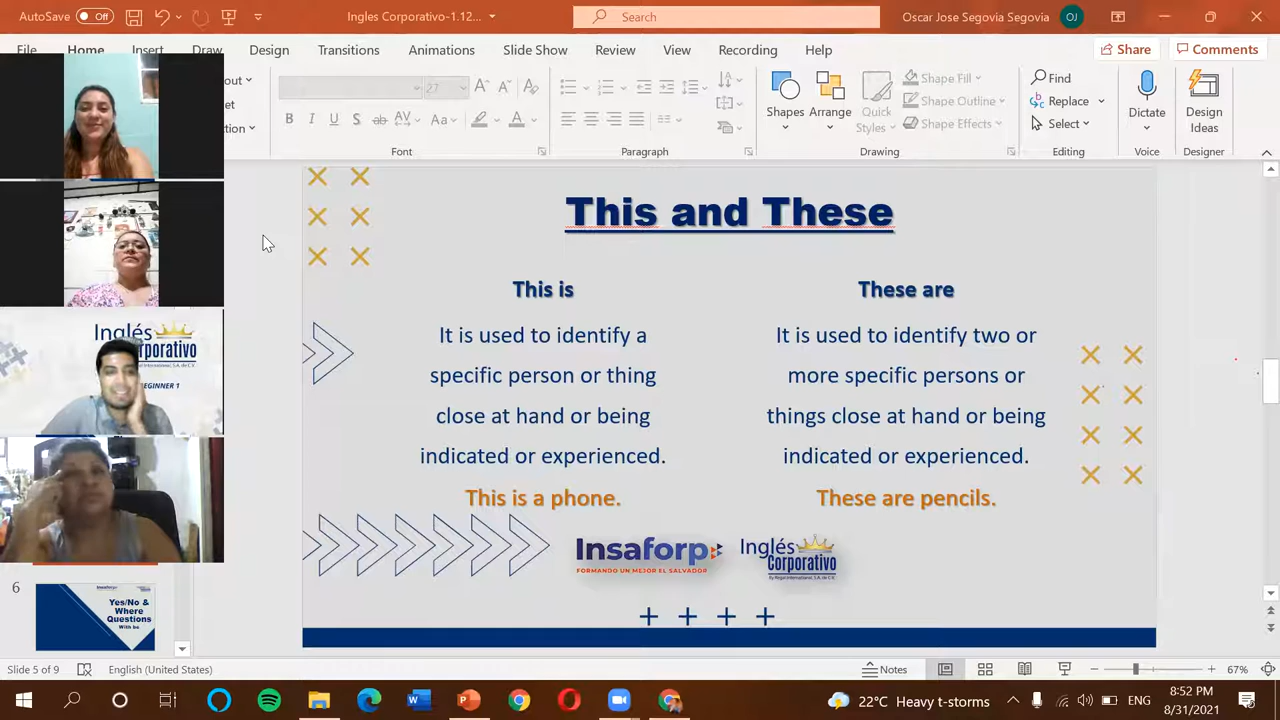 AutoSave Off
Ingles Corporativo-1.12...
Search
Oscar Jose Segovia Segovia OJ
File Home Insert Draw Design Transitions Animations Slide Show Review View Recording Help
Share Comments
Shapes
Arrange
Quick Styles
Shape Fill
Shape Outline
Shape Effects
Find
Replace
Select
Dictate
Design Ideas
Font Paragraph Drawing Editing Voice Designer
This and These
This is
It is used to identify a
specific person or thing
close at hand or being
indicated or experienced.
This is a phone.
These are
It is used to identify two or
more specific persons or
things close at hand or being
indicated or experienced.
These are pencils.
Insaforp
FORMANDO UN MEJOR EL SALVADOR
Inglés
Corporativo
by Regal International, S.A. de C.V.
Inglés
BEGINNER 1
6
Yes/No &
Where
Questions
With be
Slide 5 of 9 English (United States) Notes 67%
22°C Heavy t-storms
ENG
8:52 PM
8/31/2021